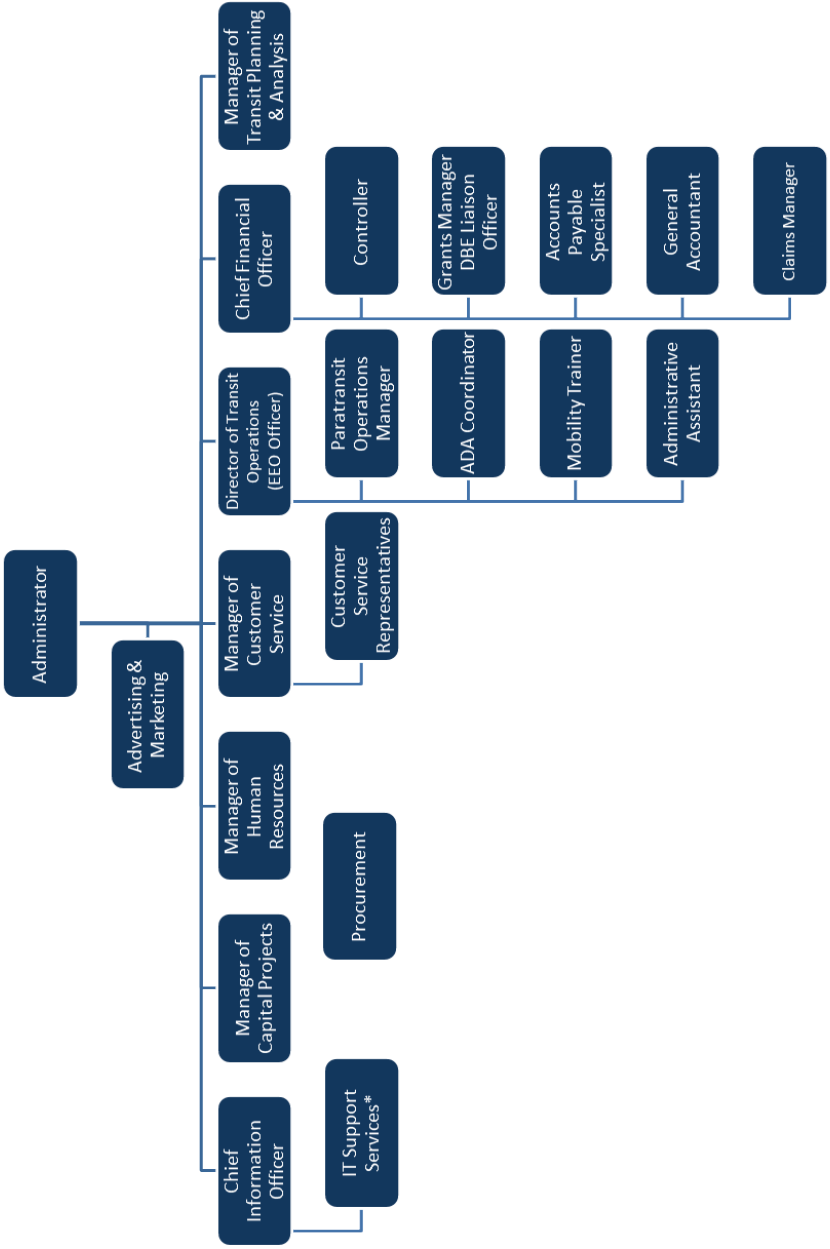 Administrator
Advertising &
Marketing
Chief
Information
Officer
Manager of
Capital Projects
Manager of
Human
Resources
Manager of
Customer
Service
Director of Transit
Operations
(EEO Officer)
Chief Financial
Officer
Manager of
Transit Planning
& Analysis
IT Support
Services*
Procurement
Customer
Service
Representatives
Paratransit
Operations
Manager
ADA Coordinator
Mobility Trainer
Administrative
Assistant
Controller
Grants Manager
DBE Liaison
Officer
Accounts
Payable
Specialist
General
Accountant
Claims Manager